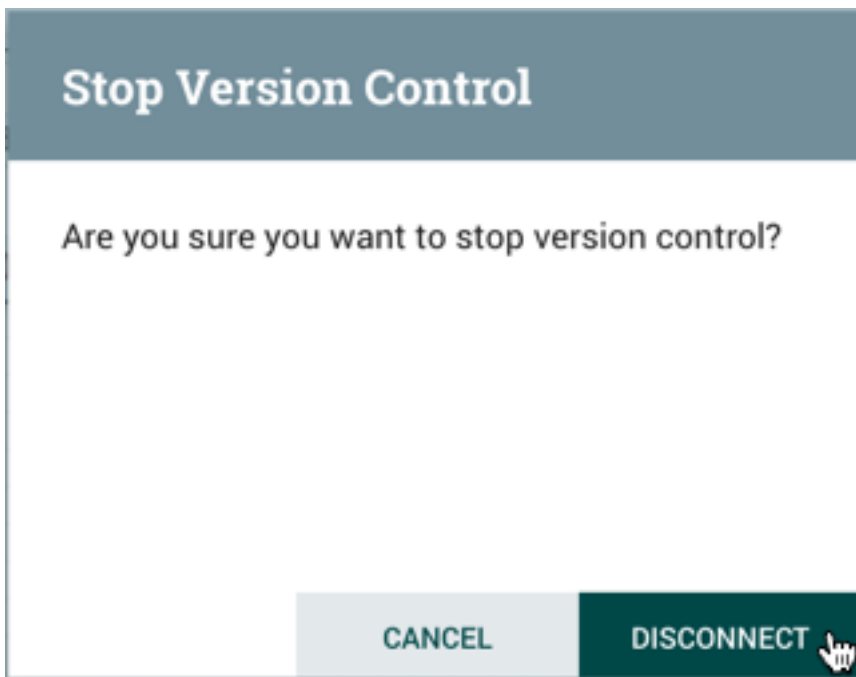 Stop Version Control
Are you sure you want to stop version control?
CANCEL
DISCONNECT